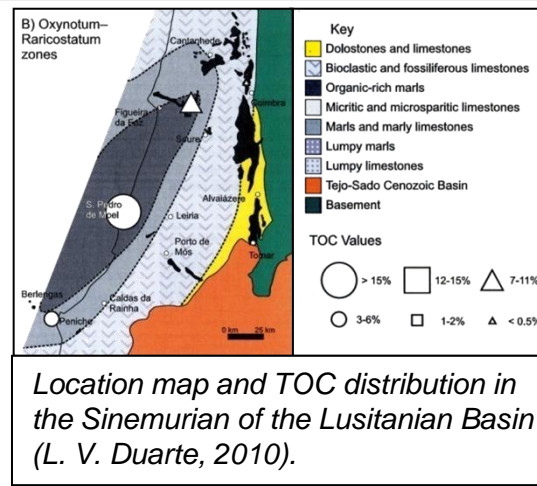 B) Oxynotum–
Raricostatum
zones
Cantanhede
Figueira
da Foz
Coimbra
Soure
S. Pedro
de Moel
Alvaiázere
Leiria
Porto de
Mós
Tomar
Berlengas
Caldas da
Rainha
Peniche
0 km 25 km
Key
Dolostones and limestones
Bioclastic and fossiliferous limestones
Organic-rich marls
Micritic and microsparitic limestones
Marls and marly limestones
Lumpy marls
Lumpy limestones
Tejo-Sado Cenozoic Basin
Basement
TOC Values
> 15% 12-15% 7-11%
3-6% 1-2% < 0.5%
Location map and TOC distribution in
the Sinemurian of the Lusitanian Basin
(L. V. Duarte, 2010).